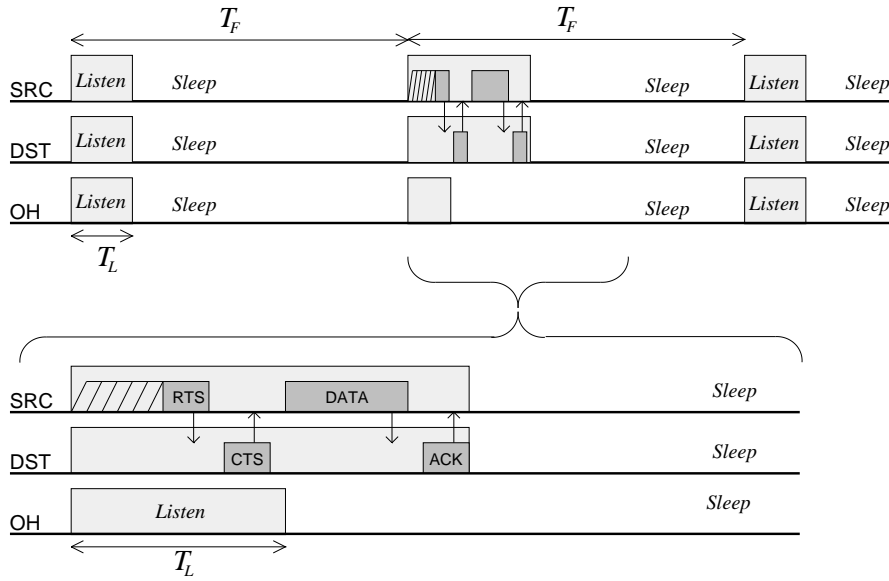 T_F T_F
SRC Listen Sleep Sleep Listen Sleep
DST Listen Sleep Sleep Listen Sleep
OH Listen Sleep Sleep Listen Sleep
T_L
SRC RTS DATA Sleep
DST CTS ACK Sleep
OH Listen Sleep
T_L